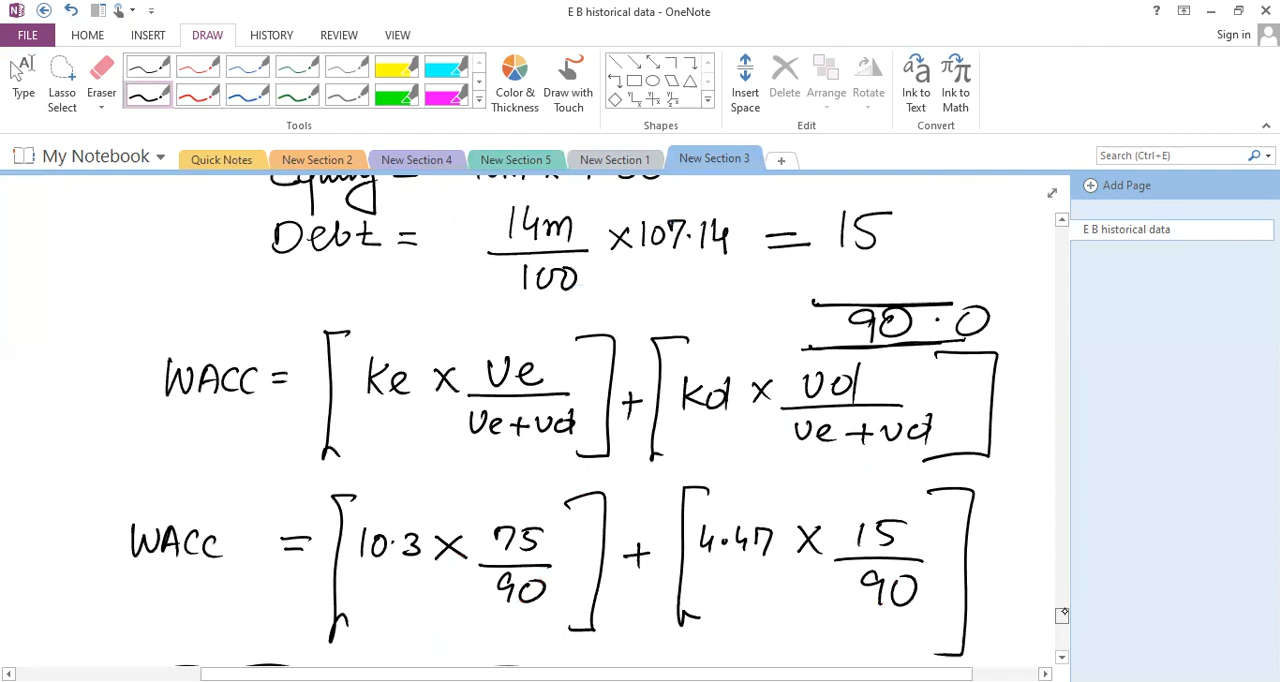 E B historical data - OneNote
? 
Sign in
FILE HOME INSERT DRAW HISTORY REVIEW VIEW
Type
Lasso Select
Eraser
Color & Thickness
Draw with Touch
Insert Space
Delete
Arrange
Rotate
Ink to Text
Ink to Math
Tools
Shapes
Edit
Convert
My Notebook
Quick Notes
New Section 2
New Section 4
New Section 5
New Section 1
New Section 3
Search (Ctrl+E)
Add Page
E B historical data
Equity =
Debt = 14m/100 × 107.14 = 15
90.0
WACC = [Ke × Ve/Ve+Vd] + [Kd × Vd/Ve+Vd]
WACC = [10.3 × 75/90] + [4.47 × 15/90]